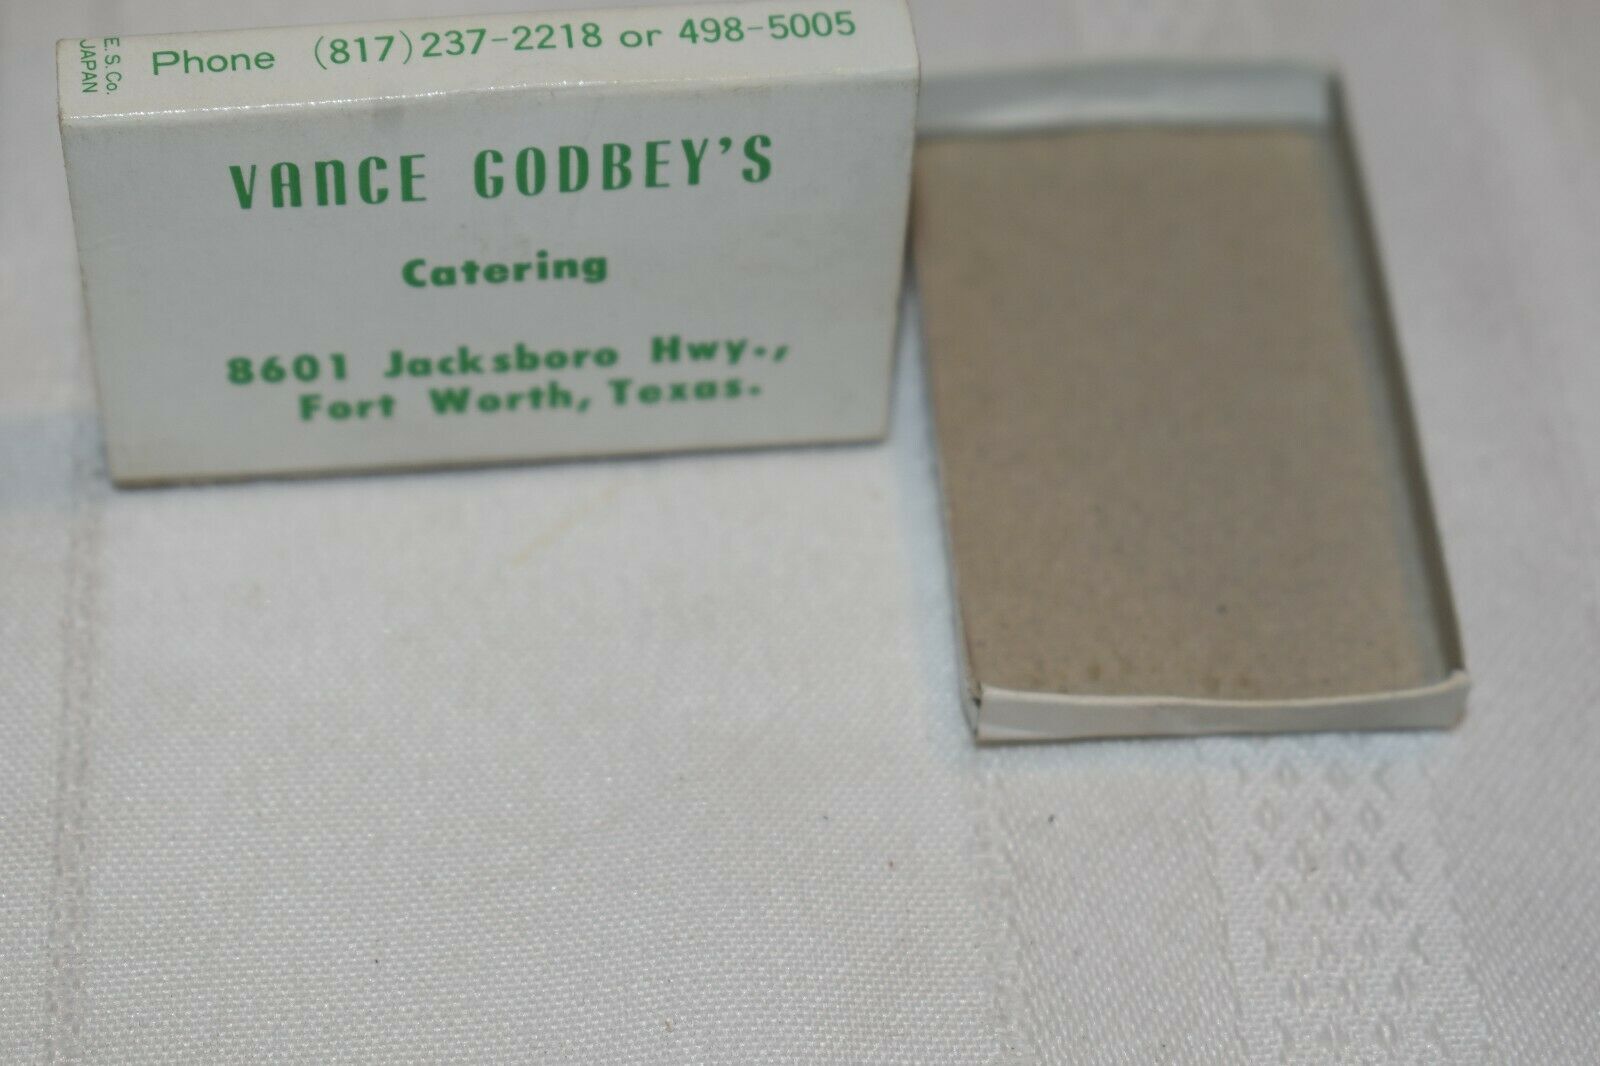 E.S.Co.
JAPAN
Phone (817)237-2218 or 498-5005
VANCE GODBEY'S
Catering
8601 Jacksboro Hwy.,
Fort Worth, Texas.